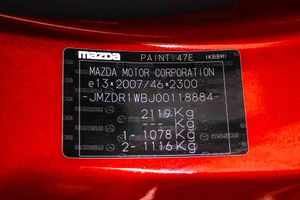 mazda PAINT:47E IKBBMI
MAZDA MOTOR CORPORATION
e13*2007/46*2300
-JMZDR1WBJ00118884-
2119 Kg
--- Kg
1- 1078 Kg
2- 1116 Kg